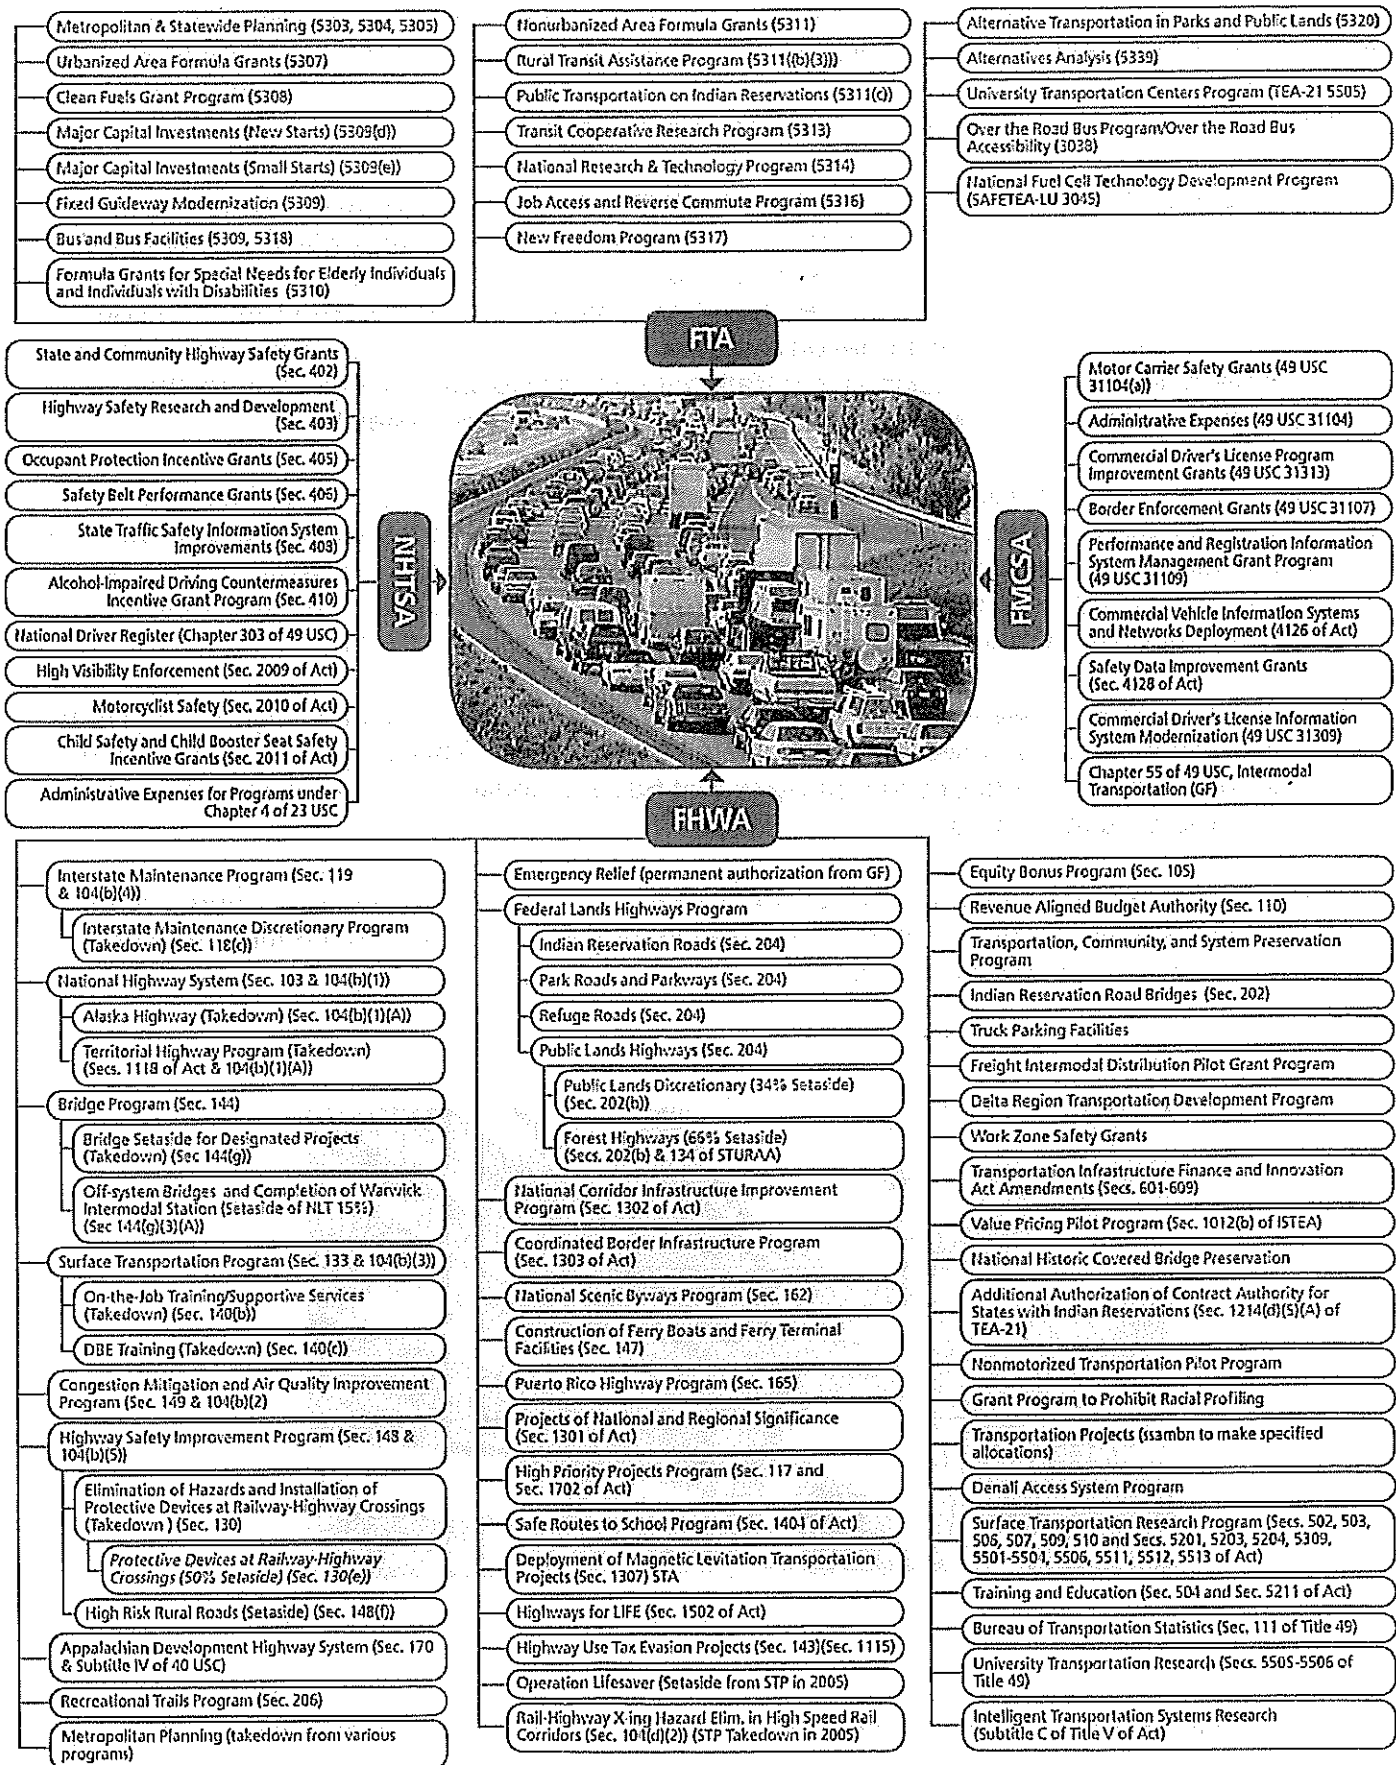 Metropolitan & Statewide Planning (5303, 5304, 5305)
Urbanized Area Formula Grants (5307)
Clean Fuels Grant Program (5308)
Major Capital Investments (New Starts) (5309(d))
Major Capital Investments (Small Starts) (5309(e))
Fixed Guideway Modernization (5309)
Bus and Bus Facilities (5309, 5318)
Formula Grants for Special Needs for Elderly Individuals
and Individuals with Disabilities (5310)
Nonurbanized Area Formula Grants (5311)
Rural Transit Assistance Program (5311((b)(3)))
Public Transportation on Indian Reservations (5311(c))
Transit Cooperative Research Program (5313)
National Research & Technology Program (5314)
Job Access and Reverse Commute Program (5316)
New Freedom Program (5317)
Alternative Transportation in Parks and Public Lands (5320)
Alternatives Analysis (5339)
University Transportation Centers Program (TEA-21 5505)
Over the Road Bus Program/Over the Road Bus
Accessibility (3038)
National Fuel Cell Technology Development Program
(SAFETEA-LU 3045)
FTA
State and Community Highway Safety Grants
(Sec. 402)
Highway Safety Research and Development
(Sec. 403)
Occupant Protection Incentive Grants (Sec. 405)
Safety Belt Performance Grants (Sec. 406)
State Traffic Safety Information System
Improvements (Sec. 408)
Alcohol-Impaired Driving Countermeasures
Incentive Grant Program (Sec. 410)
National Driver Register (Chapter 303 of 49 USC)
High Visibility Enforcement (Sec. 2009 of Act)
Motorcyclist Safety (Sec. 2010 of Act)
Child Safety and Child Booster Seat Safety
Incentive Grants (Sec. 2011 of Act)
Administrative Expenses for Programs under
Chapter 4 of 23 USC
NHTSA
FMCSA
Motor Carrier Safety Grants (49 USC
31104(a))
Administrative Expenses (49 USC 31104)
Commercial Driver's License Program
Improvement Grants (49 USC 31313)
Border Enforcement Grants (49 USC 31107)
Performance and Registration Information
System Management Grant Program
(49 USC 31109)
Commercial Vehicle Information Systems
and Networks Deployment (4126 of Act)
Safety Data Improvement Grants
(Sec. 4128 of Act)
Commercial Driver's License Information
System Modernization (49 USC 31309)
Chapter 55 of 49 USC, Intermodal
Transportation (GF)
FHWA
Interstate Maintenance Program (Sec. 119
& 104(b)(4))
Interstate Maintenance Discretionary Program
(Takedown) (Sec. 118(c))
National Highway System (Sec. 103 & 104(b)(1))
Alaska Highway (Takedown) (Sec. 104(b)(1)(A))
Territorial Highway Program (Takedown)
(Secs. 1118 of Act & 104(b)(1)(A))
Bridge Program (Sec. 144)
Bridge Setaside for Designated Projects
(Takedown) (Sec 144(g))
Off-system Bridges and Completion of Warwick
Intermodal Station (Setaside of NLT 15%)
(Sec 144(g)(3)(A))
Surface Transportation Program (Sec. 133 & 104(b)(3))
On-the-Job Training/Supportive Services
(Takedown) (Sec. 140(b))
DBE Training (Takedown) (Sec. 140(c))
Congestion Mitigation and Air Quality Improvement
Program (Sec. 149 & 104(b)(2)
Highway Safety Improvement Program (Sec. 148 &
104(b)(5))
Elimination of Hazards and Installation of
Protective Devices at Railway-Highway Crossings
(Takedown ) (Sec. 130)
Protective Devices at Railway-Highway
Crossings (50% Setaside) (Sec. 130(e))
High Risk Rural Roads (Setaside) (Sec. 148(f))
Appalachian Development Highway System (Sec. 170
& Subtitle IV of 40 USC)
Recreational Trails Program (Sec. 206)
Metropolitan Planning (takedown from various
programs)
Emergency Relief (permanent authorization from GF)
Federal Lands Highways Program
Indian Reservation Roads (Sec. 204)
Park Roads and Parkways (Sec. 204)
Refuge Roads (Sec. 204)
Public Lands Highways (Sec. 204)
Public Lands Discretionary (34% Setaside)
(Sec. 202(b))
Forest Highways (66% Setaside)
(Secs. 202(b) & 134 of STURAA)
National Corridor Infrastructure Improvement
Program (Sec. 1302 of Act)
Coordinated Border Infrastructure Program
(Sec. 1303 of Act)
National Scenic Byways Program (Sec. 162)
Construction of Ferry Boats and Ferry Terminal
Facilities (Sec. 147)
Puerto Rico Highway Program (Sec. 165)
Projects of National and Regional Significance
(Sec. 1301 of Act)
High Priority Projects Program (Sec. 117 and
Sec. 1702 of Act)
Safe Routes to School Program (Sec. 1404 of Act)
Deployment of Magnetic Levitation Transportation
Projects (Sec. 1307) STA
Highways for LIFE (Sec. 1502 of Act)
Highway Use Tax Evasion Projects (Sec. 143)(Sec. 1115)
Operation Lifesaver (Setaside from STP in 2005)
Rail-Highway X-ing Hazard Elim. in High Speed Rail
Corridors (Sec. 104(d)(2)) (STP Takedown in 2005)
Equity Bonus Program (Sec. 105)
Revenue Aligned Budget Authority (Sec. 110)
Transportation, Community, and System Preservation
Program
Indian Reservation Road Bridges (Sec. 202)
Truck Parking Facilities
Freight Intermodal Distribution Pilot Grant Program
Delta Region Transportation Development Program
Work Zone Safety Grants
Transportation Infrastructure Finance and Innovation
Act Amendments (Secs. 601-609)
Value Pricing Pilot Program (Sec. 1012(b) of ISTEA)
National Historic Covered Bridge Preservation
Additional Authorization of Contract Authority for
States with Indian Reservations (Sec. 1214(d)(5)(A) of
TEA-21)
Nonmotorized Transportation Pilot Program
Grant Program to Prohibit Racial Profiling
Transportation Projects (ssambn to make specified
allocations)
Denali Access System Program
Surface Transportation Research Program (Secs. 502, 503,
506, 507, 509, 510 and Secs. 5201, 5203, 5204, 5309,
5501-5504, 5506, 5511, 5512, 5513 of Act)
Training and Education (Sec. 504 and Sec. 5211 of Act)
Bureau of Transportation Statistics (Sec. 111 of Title 49)
University Transportation Research (Secs. 5505-5506 of
Title 49)
Intelligent Transportation Systems Research
(Subtitle C of Title V of Act)